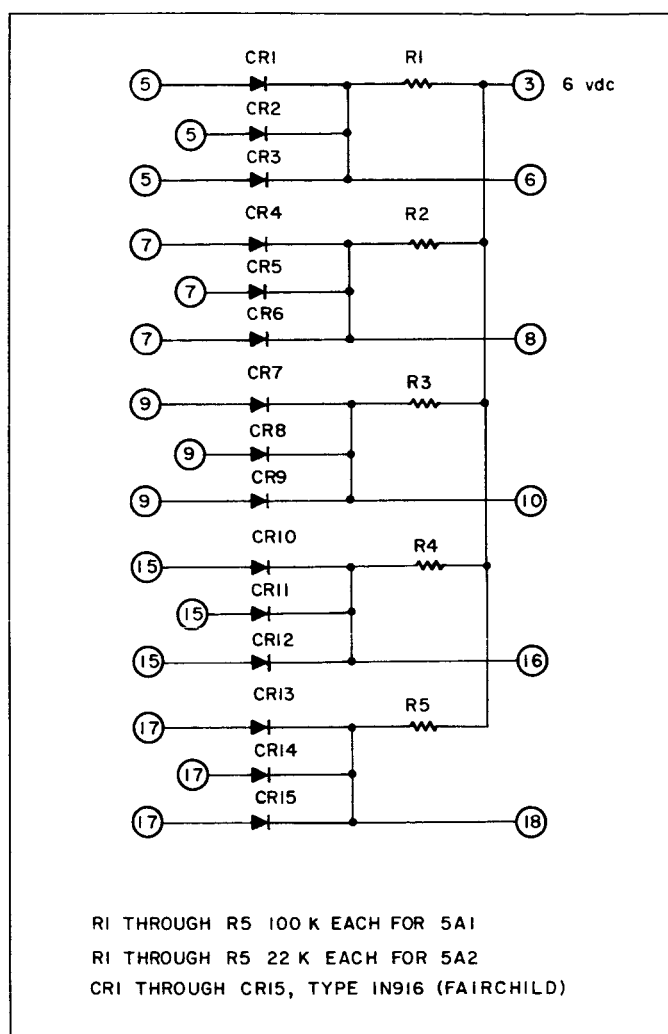 CR1 R1
5 3 6 vdc
CR2
5
CR3
5 6
CR4 R2
7
CR5
7
CR6
7 8
CR7 R3
9
CR8
9
CR9
9 10
CR10 R4
15
CR11
15
CR12
15 16
CR13 R5
17
CR14
17
CR15
17 18
R1 THROUGH R5 100 K EACH FOR 5A1
R1 THROUGH R5 22 K EACH FOR 5A2
CR1 THROUGH CR15, TYPE 1N916 (FAIRCHILD)